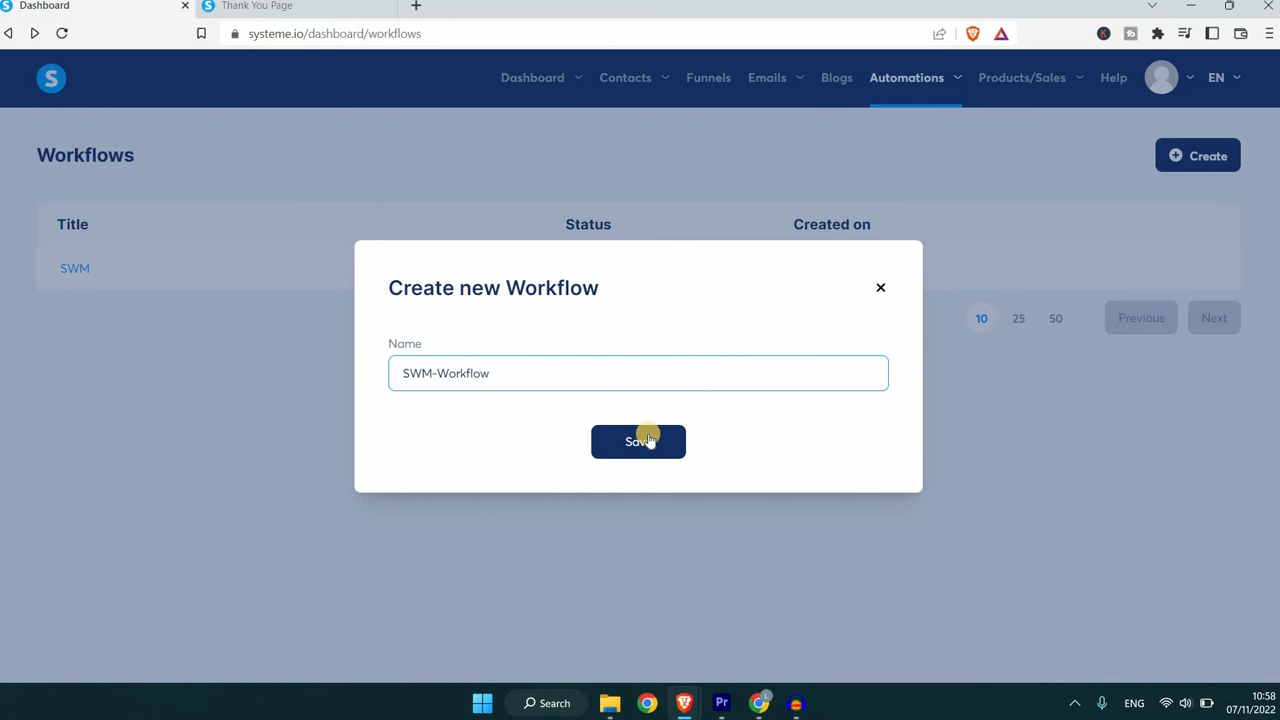 Dashboard
Thank You Page
systeme.io/dashboard/workflows
S Dashboard Contacts Funnels Emails Blogs Automations Products/Sales Help EN
Workflows
Create
Title Status Created on
SWM
Create new Workflow
Name
SWM-Workflow
10 25 50 Previous Next
Search
Pr
L
ENG
10:58
07/11/2022